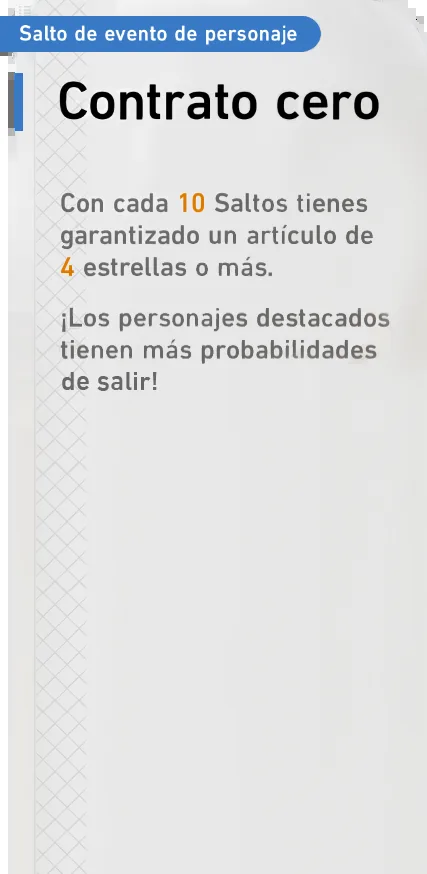 Salto de evento de personaje
Contrato cero
Con cada 10 Saltos tienes
garantizado un artículo de
4 estrellas o más.
¡Los personajes destacados
tienen más probabilidades
de salir!